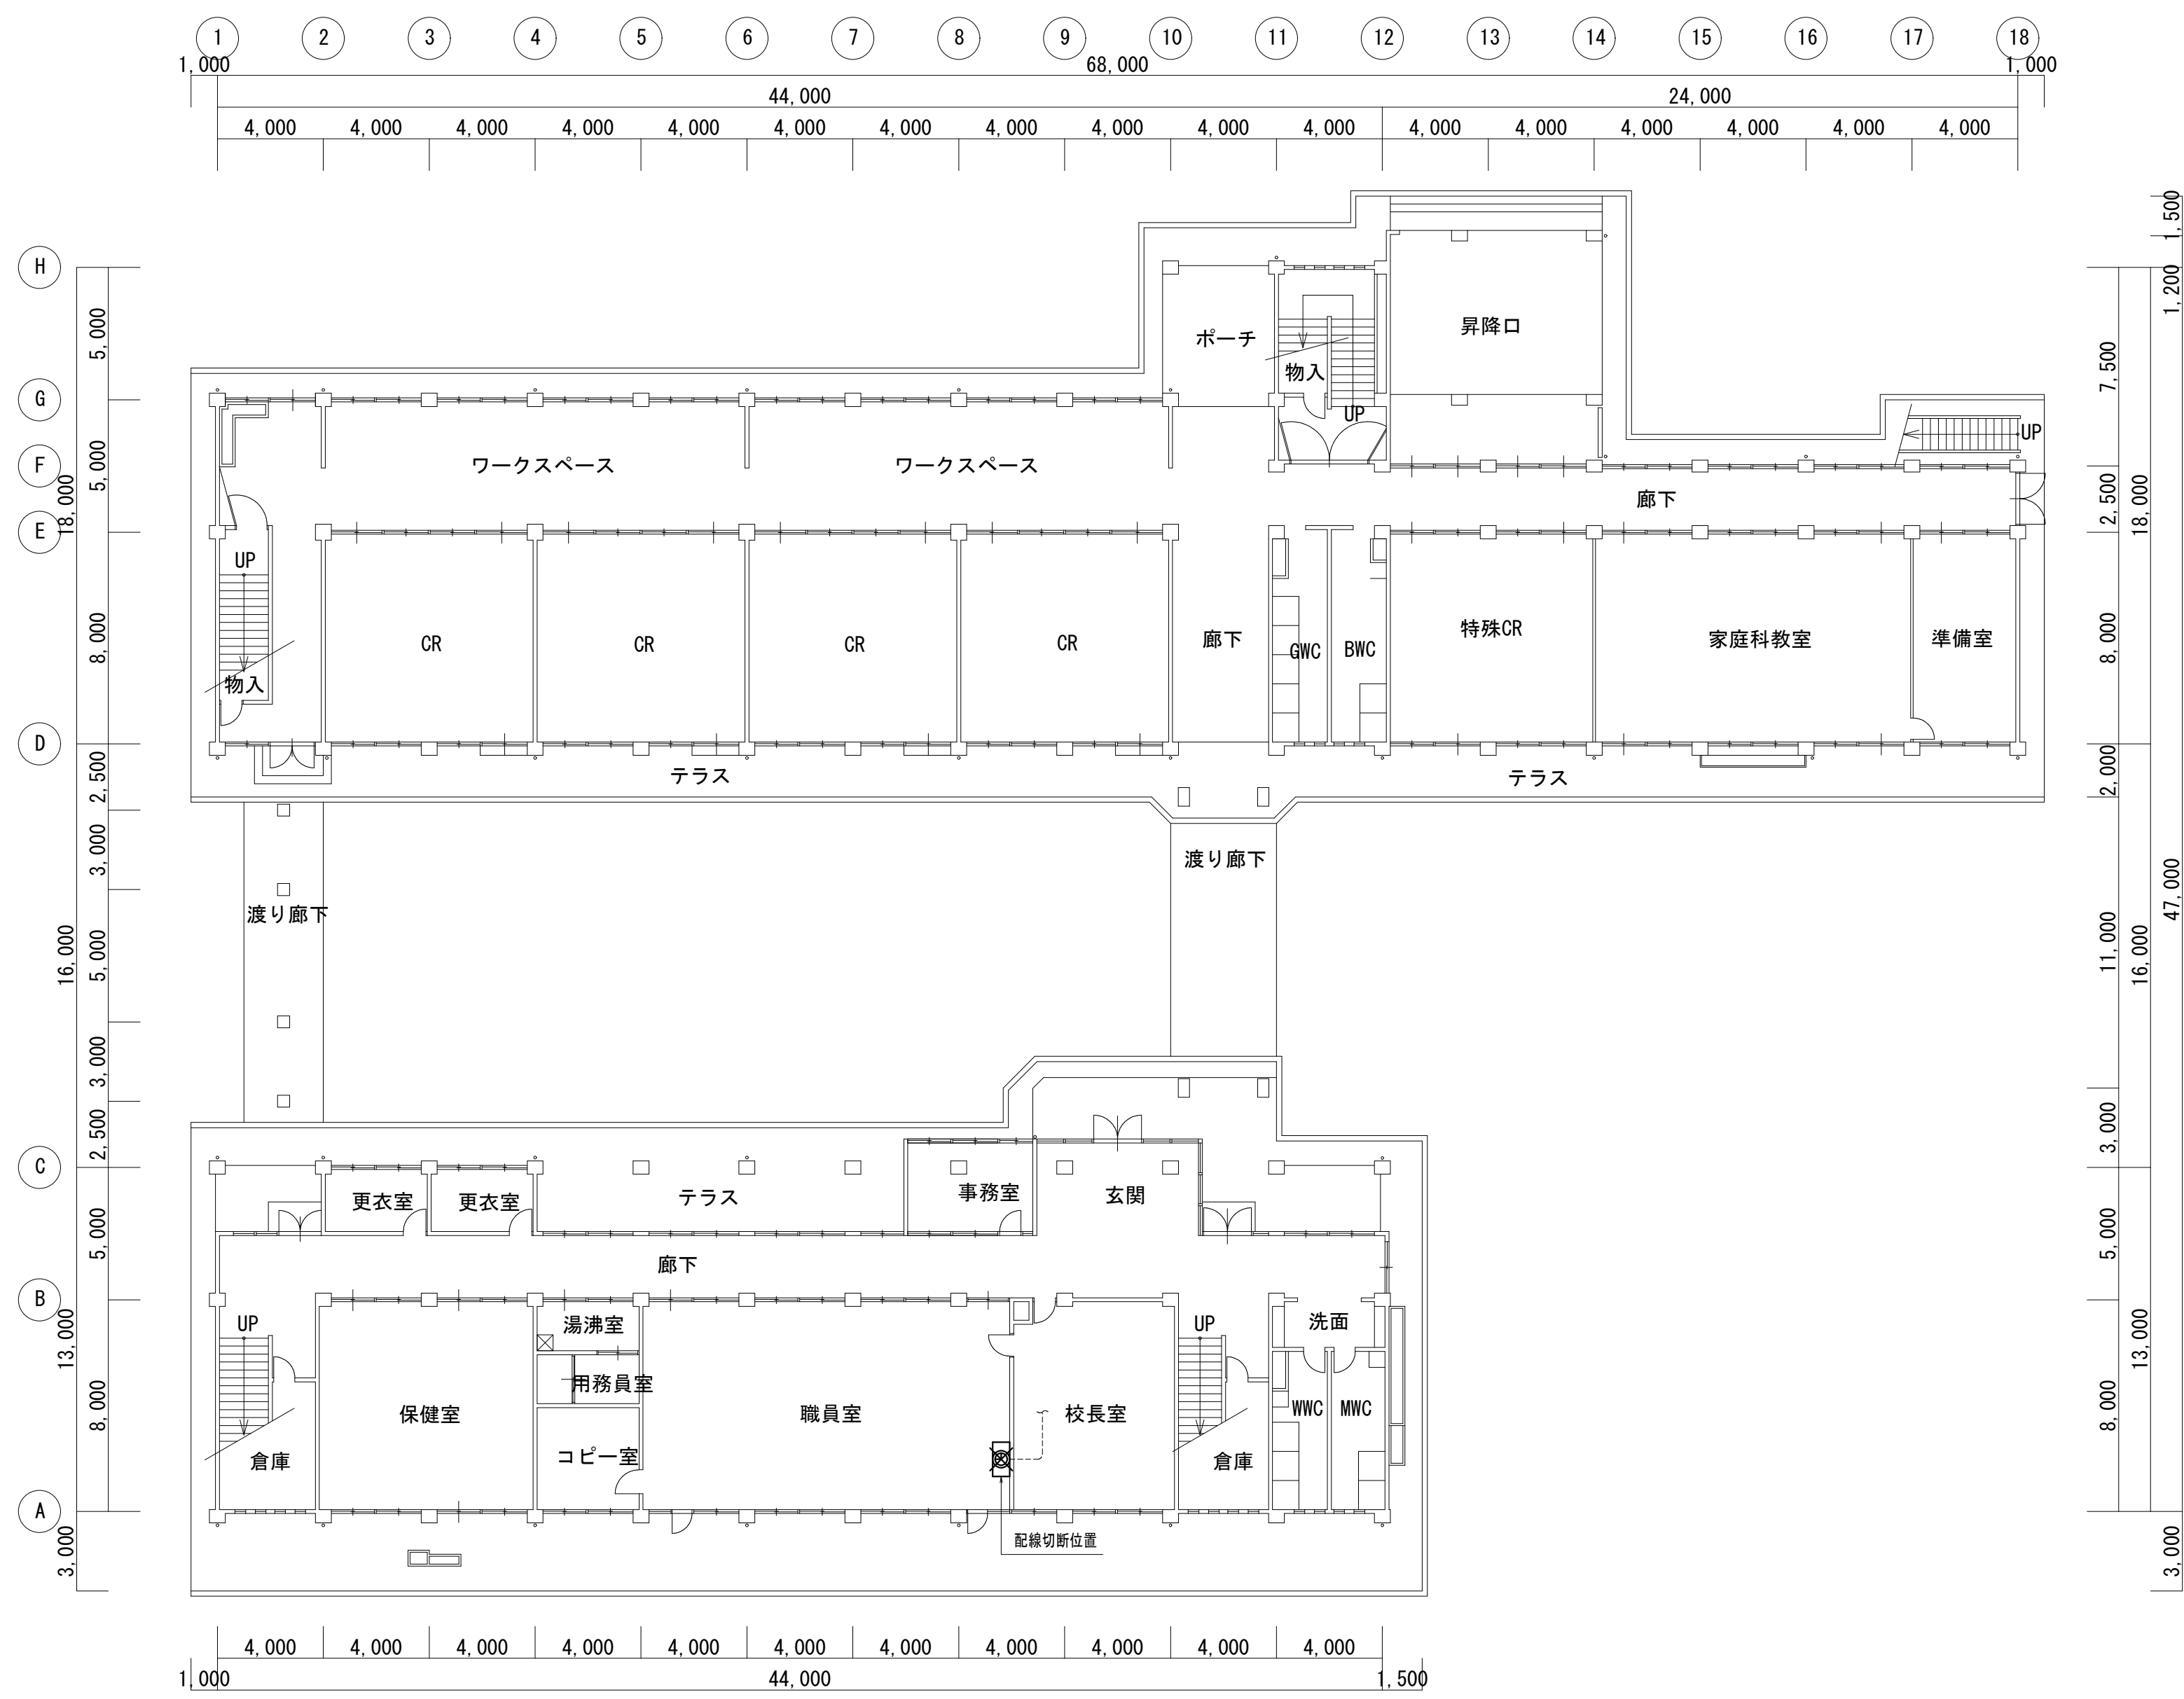 1 2 3 4 5 6 7 8 9 10 11 12 13 14 15 16 17 18
1,000 68,000 1,000
44,000 24,000
4,000 4,000 4,000 4,000 4,000 4,000 4,000 4,000 4,000 4,000 4,000 4,000 4,000 4,000 4,000 4,000 4,000
H
G
F
E
D
C
B
A
5,000
5,000
18,000
8,000
2,500
3,000
5,000
16,000
3,000
2,500
5,000
13,000
8,000
3,000
1,500
1,200
7,500
2,500
18,000
8,000
2,000
47,000
11,000
16,000
3,000
5,000
13,000
8,000
3,000
ポーチ
物入
UP
昇降口
UP
ワークスペース
ワークスペース
廊下
UP
物入
CR
CR
CR
CR
廊下
GWC
BWC
特殊CR
家庭科教室
準備室
テラス
テラス
渡り廊下
渡り廊下
更衣室
更衣室
テラス
事務室
玄関
廊下
UP
倉庫
保健室
湯沸室
用務員室
コピー室
職員室
校長室
UP
倉庫
洗面
WWC
MWC
配線切断位置
4,000 4,000 4,000 4,000 4,000 4,000 4,000 4,000 4,000 4,000 4,000
1,000 44,000 1,500